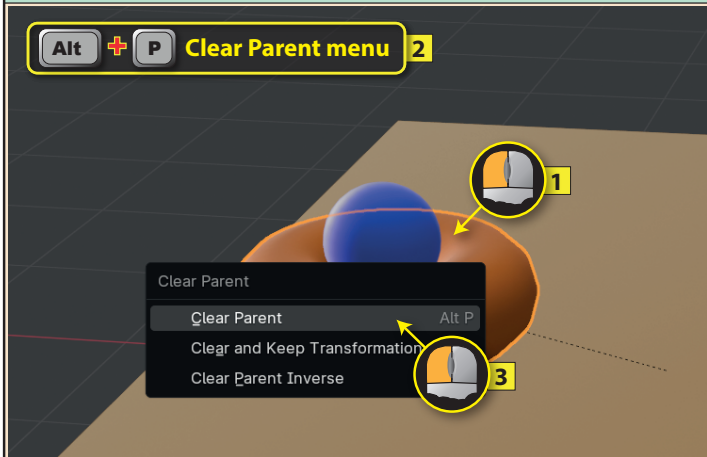 Alt + P Clear Parent menu 2
1
Clear Parent
Clear Parent Alt P
Clear and Keep Transformation
Clear Parent Inverse
3